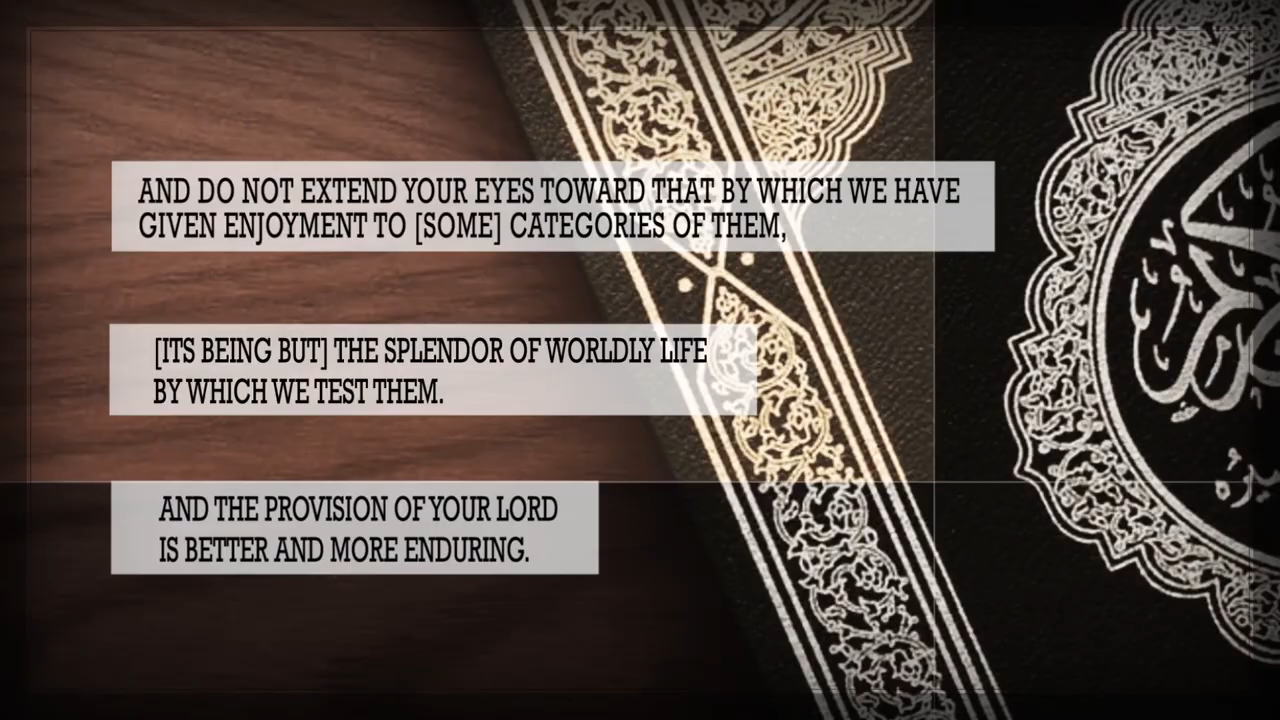 AND DO NOT EXTEND YOUR EYES TOWARD THAT BY WHICH WE HAVE
GIVEN ENJOYMENT TO [SOME] CATEGORIES OF THEM,
[ITS BEING BUT] THE SPLENDOR OF WORLDLY LIFE
BY WHICH WE TEST THEM.
AND THE PROVISION OF YOUR LORD
IS BETTER AND MORE ENDURING.